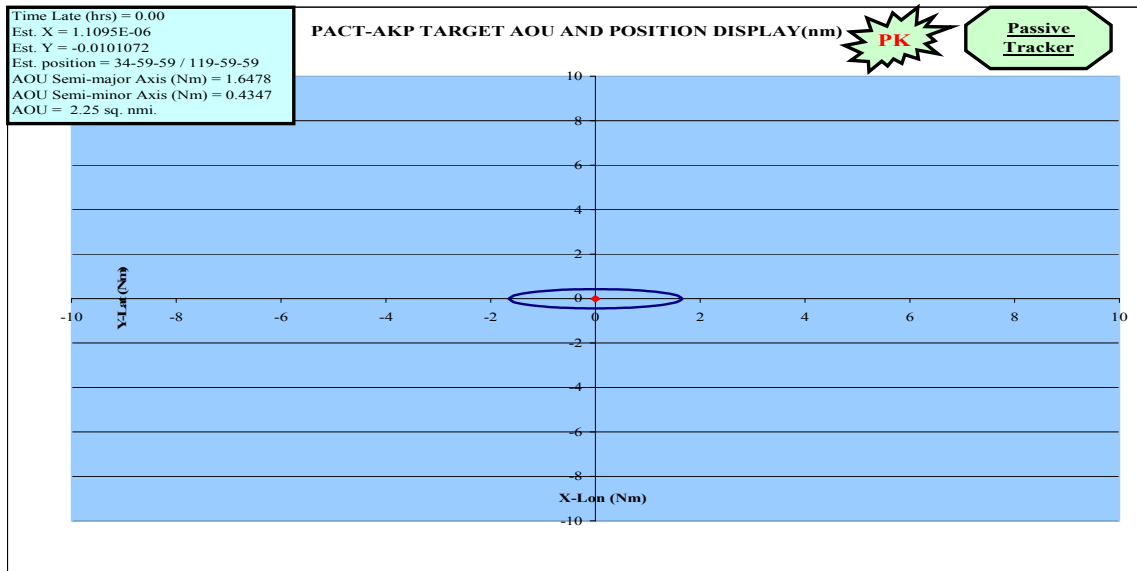 Time Late (hrs) = 0.00
Est. X = 1.1095E-06
Est. Y = -0.0101072
Est. position = 34-59-59 / 119-59-59
AOU Semi-major Axis (Nm) = 1.6478
AOU Semi-minor Axis (Nm) = 0.4347
AOU = 2.25 sq. nmi.
PACT-AKP TARGET AOU AND POSITION DISPLAY(nm)
PK
Passive
Tracker
10
8
6
4
2
0
-2
-4
-6
-8
-10
-10 -8 -6 -4 -2 0 2 4 6 8 10
Y-Lat (Nm)
X-Lon (Nm)